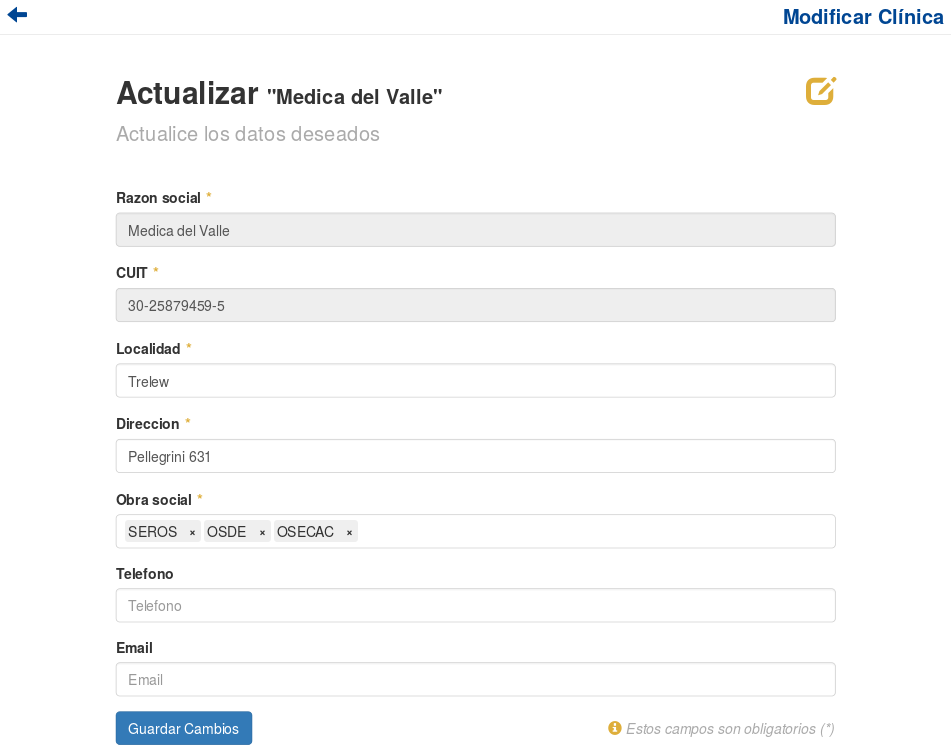 Modificar Clínica
Actualizar "Medica del Valle"
Actualice los datos deseados
Razon social *
Medica del Valle
CUIT *
30-25879459-5
Localidad *
Trelew
Direccion *
Pellegrini 631
Obra social *
SEROS × OSDE × OSECAC ×
Telefono
Telefono
Email
Email
Guardar Cambios
Estos campos son obligatorios (*)